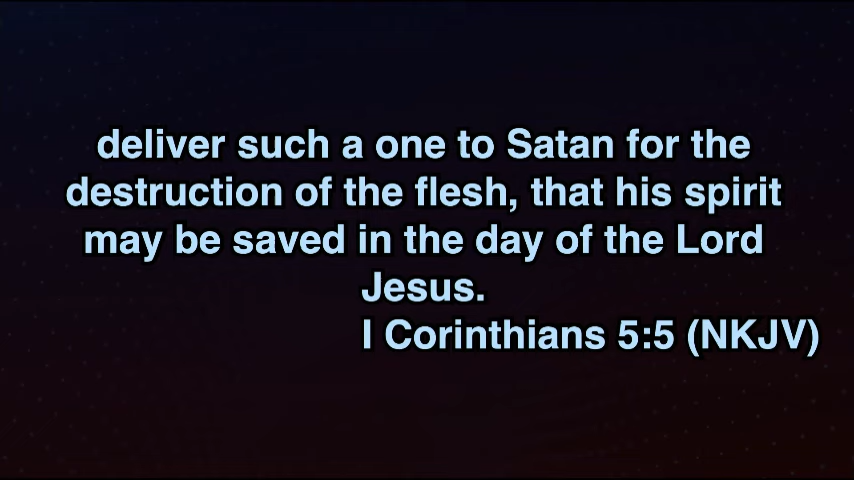 deliver such a one to Satan for the
destruction of the flesh, that his spirit
may be saved in the day of the Lord
Jesus.
I Corinthians 5:5 (NKJV)